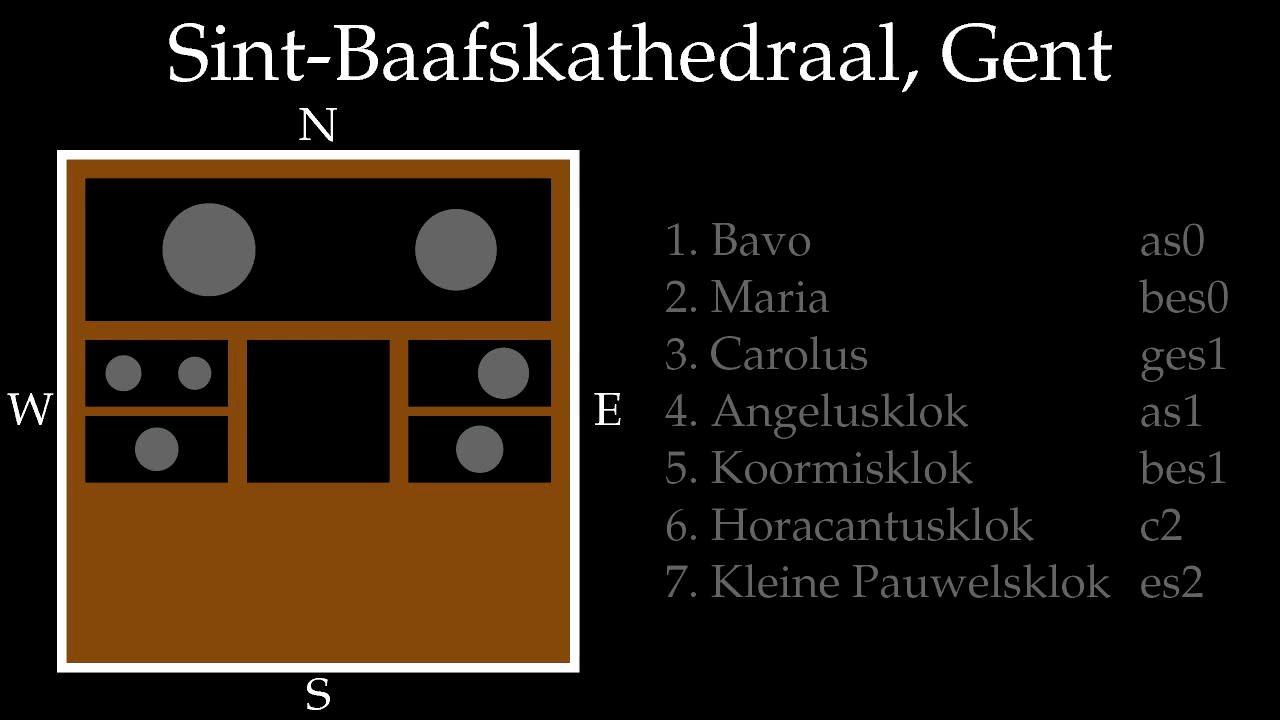 Sint-Baafskathedraal, Gent
N
W
E
S
1. Bavo as0
2. Maria bes0
3. Carolus ges1
4. Angelusklok as1
5. Koormisklok bes1
6. Horacantusklok c2
7. Kleine Pauwelsklok es2